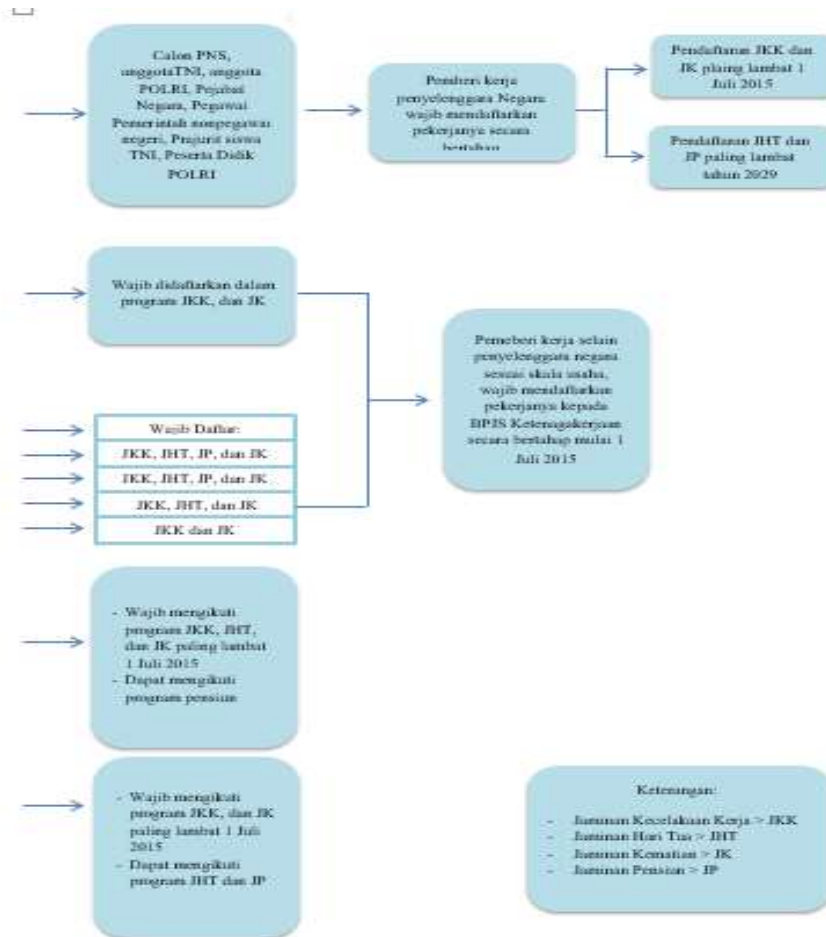 Calon PNS,
anggotaTNI, anggota
POLRI, Pejabat
Negara, Pegawai
Pemerintah nonpegawai
negeri, Prajurit siswa
TNI, Peserta Didik
POLRI
Pemberi kerja
penyelenggara Negara
wajib mendaftarkan
pekerjanya secara
bertahap
Pendaftaran JKK dan
JK plaing lambat 1
Juli 2015
Pendaftaran JHT dan
JP paling lambat
tahun 2029
Wajib didaftarkan dalam
program JKK, dan JK
Pemeberi kerja selain
penyelenggara negara
sesuai skala usaha,
wajib mendaftarkan
pekerjanya kepada
BPJS Ketenagakerjaan
secara bertahap mulai 1
Juli 2015
Wajib Daftar:
JKK, JHT, JP, dan JK
JKK, JHT, JP, dan JK
JKK, JHT, dan JK
JKK dan JK
- Wajib mengikuti
program JKK, JHT,
dan JK paling lambat
1 Juli 2015
- Dapat mengikuti
program pensiun
- Wajib mengikuti
program JKK, dan JK
paling lambat 1 Juli
2015
- Dapat mengikuti
program JHT dan JP
Keterangan:
- Jaminan Kecelakaan Kerja > JKK
- Jaminan Hari Tua > JHT
- Jaminan Kematian > JK
- Jaminan Pensian > JP